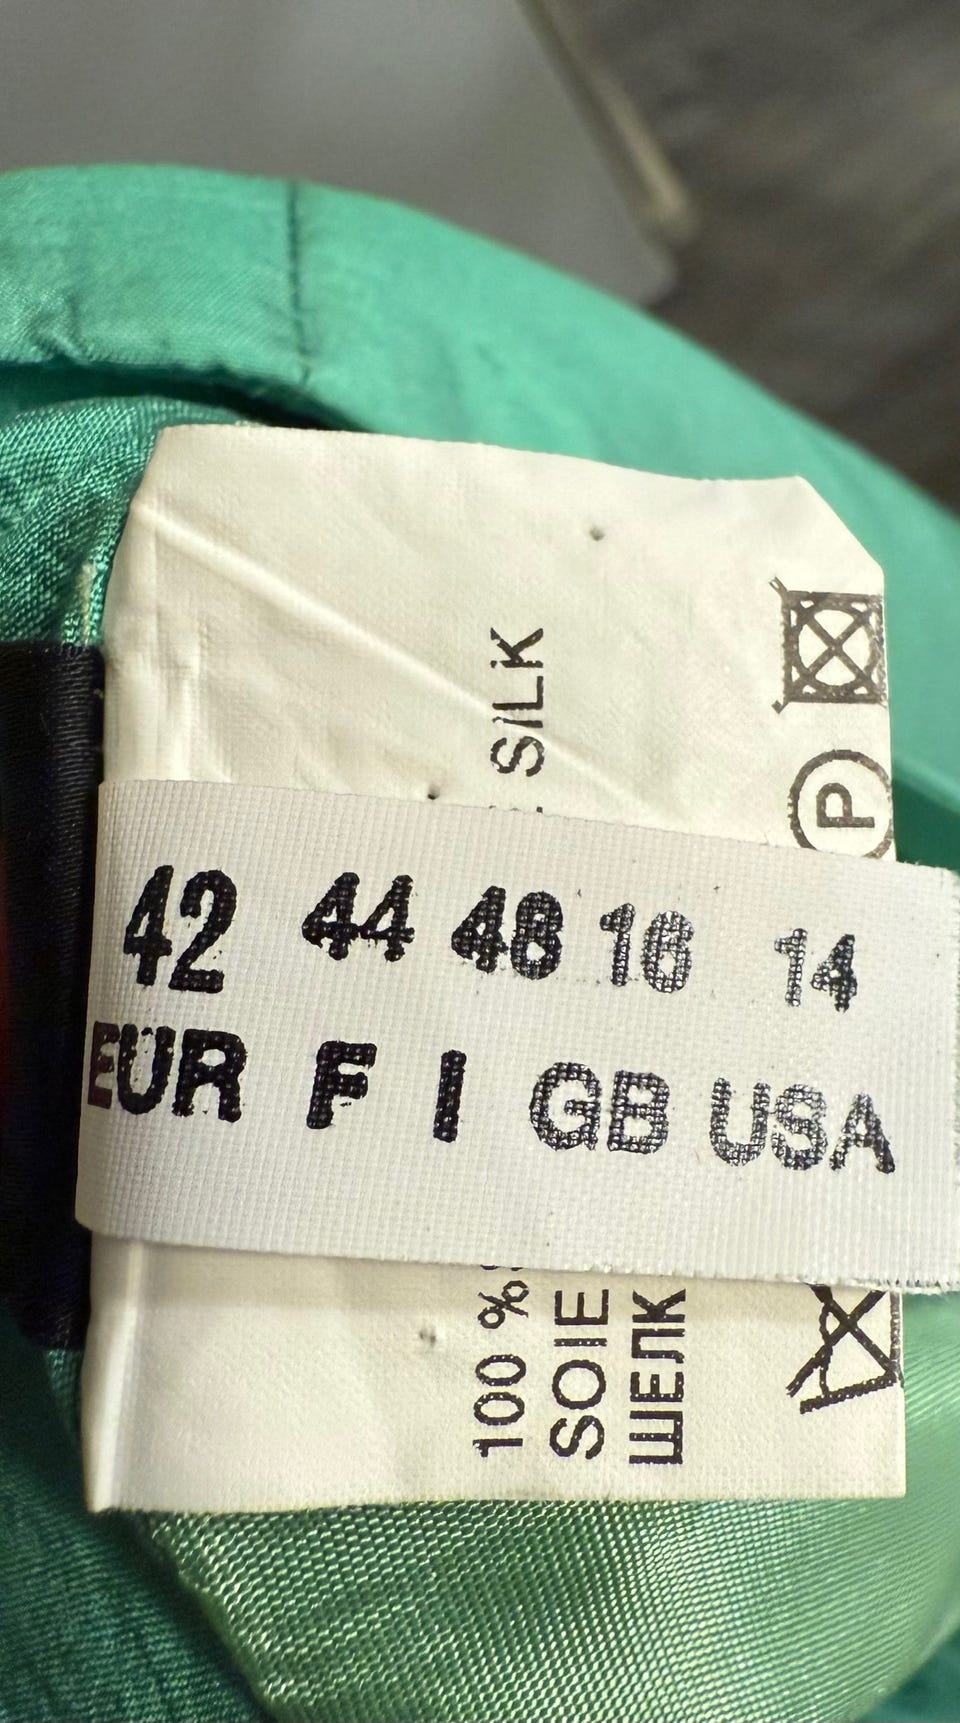 42 44 48 16 14
EUR F I GB USA
SILK
100 %
SOIE
ШЕЛК
P